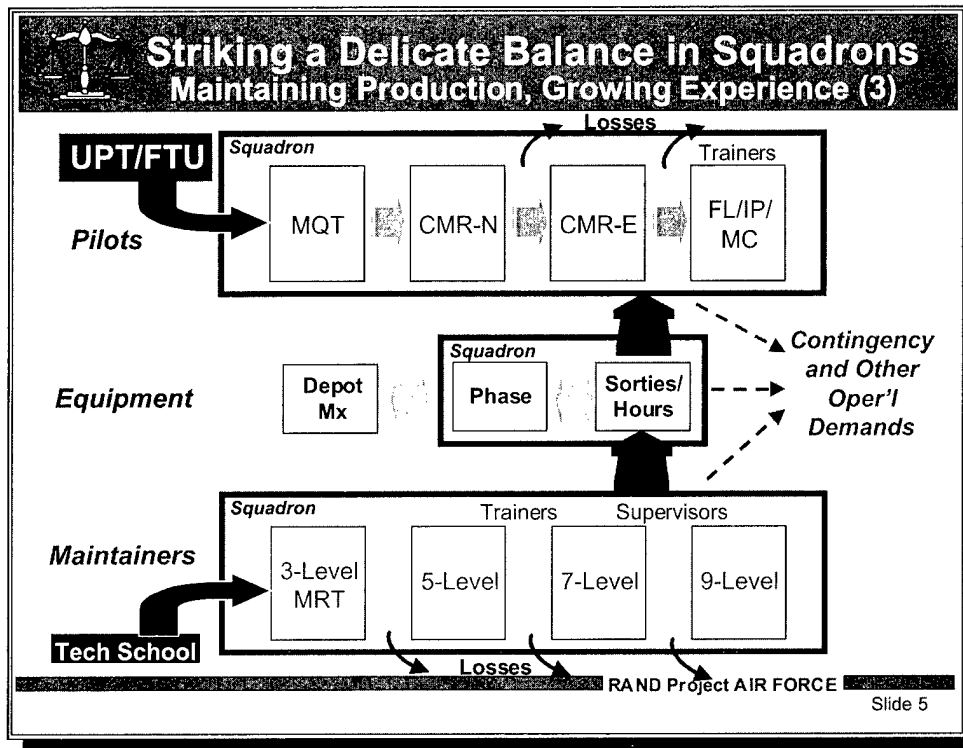 Striking a Delicate Balance in Squadrons
Maintaining Production, Growing Experience (3)
Losses
UPT/FTU
Squadron
Trainers
MQT
CMR-N
CMR-E
FL/IP/
MC
Pilots
Squadron
Contingency
and Other
Oper'l
Demands
Equipment
Depot
Mx
Phase
Sorties/
Hours
Squadron
Trainers
Supervisors
Maintainers
3-Level
MRT
5-Level
7-Level
9-Level
Tech School
Losses
RAND Project AIR FORCE
Slide 5